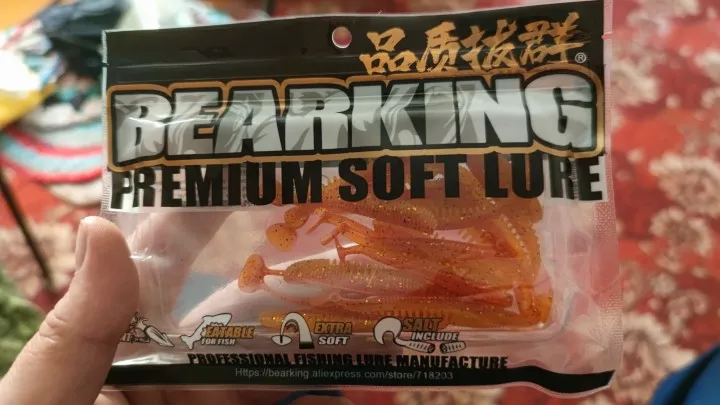 品质拔群®
BEARKING
PREMIUM SOFT LURE
EATABLE
FOR FISH
EXTRA
SOFT
SALT
INCLUDE
PROFESSIONAL FISHING LURE MANUFACTURE
Https://bearking.aliexpress.com/store/718203